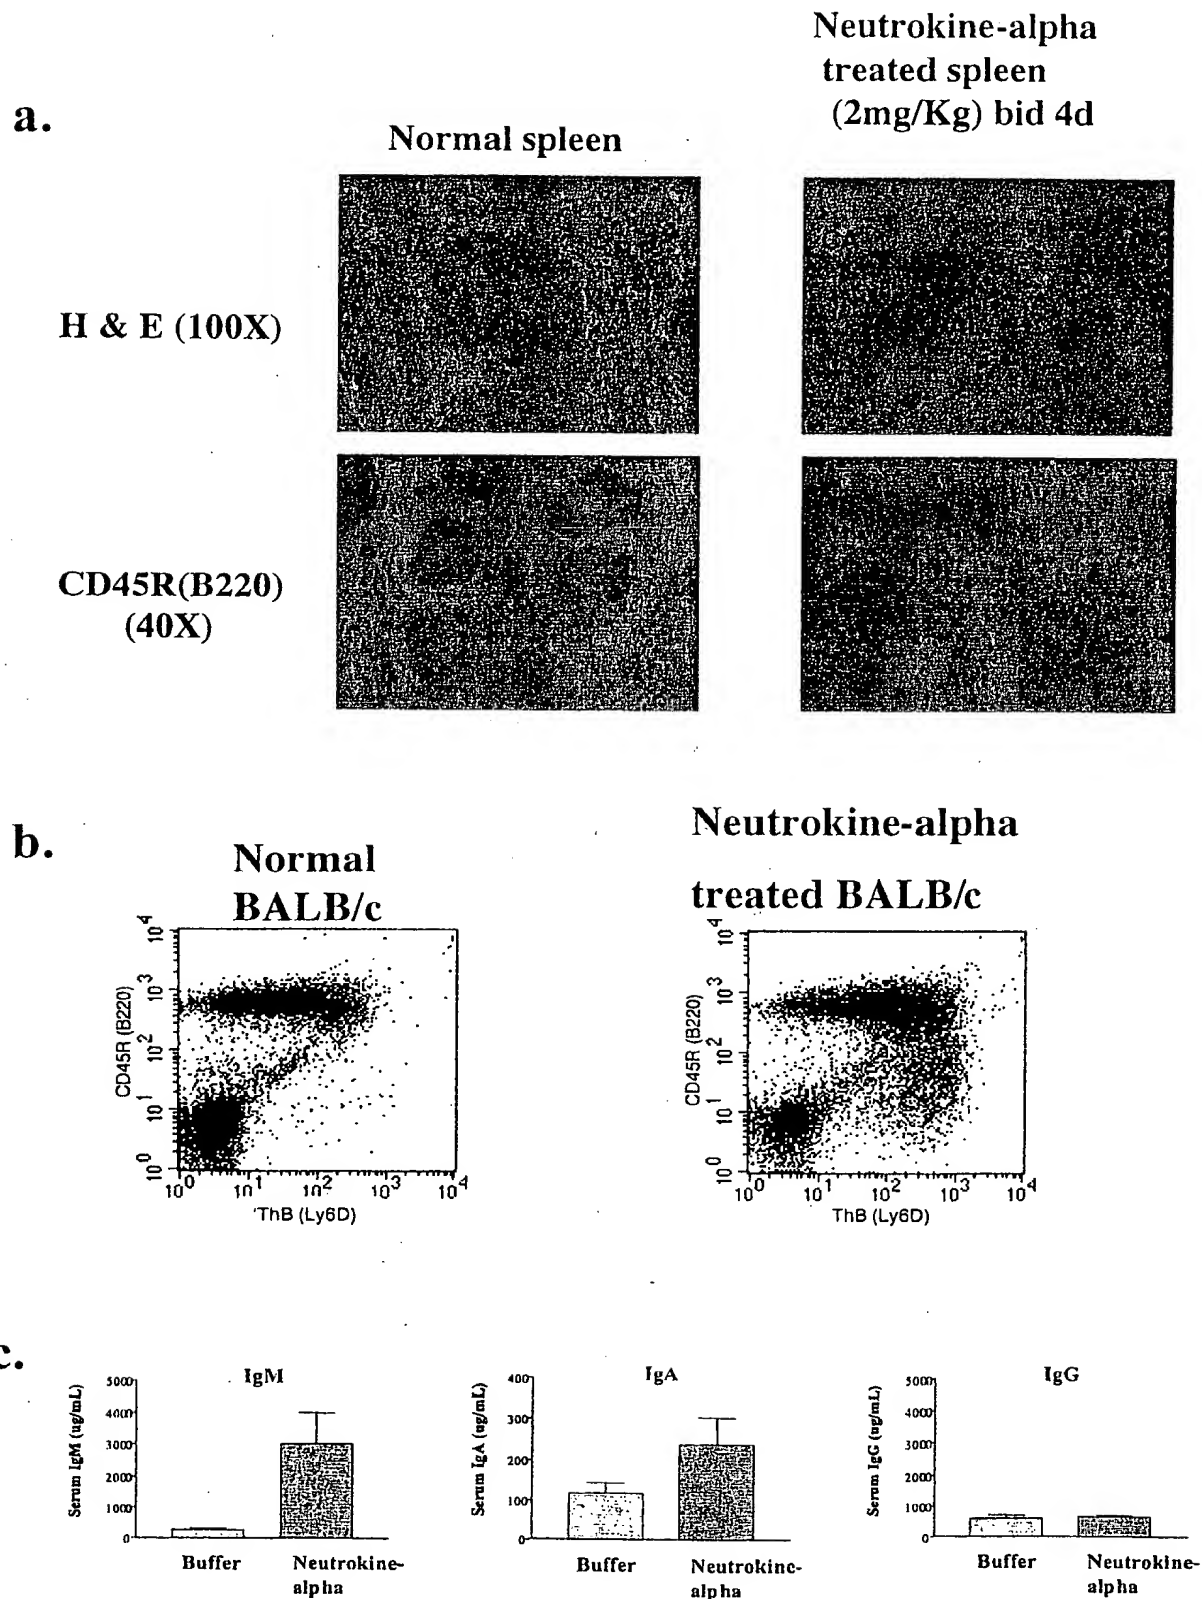 a.
Normal spleen
Neutrokine-alpha
treated spleen
(2mg/Kg) bid 4d
H & E (100X)
CD45R(B220)
(40X)
b.
Normal
BALB/c
Neutrokine-alpha
treated BALB/c
CD45R (B220)
10^4
10^3
10^2
10^1
10^0
10^0 10^1 10^2 10^3 10^4
'ThB (Ly6D)
CD45R (B220)
10^4
10^3
10^2
10^1
10^0
10^0 10^1 10^2 10^3 10^4
ThB (Ly6D)
c.
IgM
Serum IgM (ug/mL)
5000
4000
3000
2000
1000
0
Buffer
Neutrokine-
alpha
IgA
Serum IgA (ug/mL)
400
300
200
100
0
Buffer
Neutrokine-
alpha
IgG
Serum IgG (ug/mL)
5000
4000
3000
2000
1000
0
Buffer
Neutrokine-
alpha